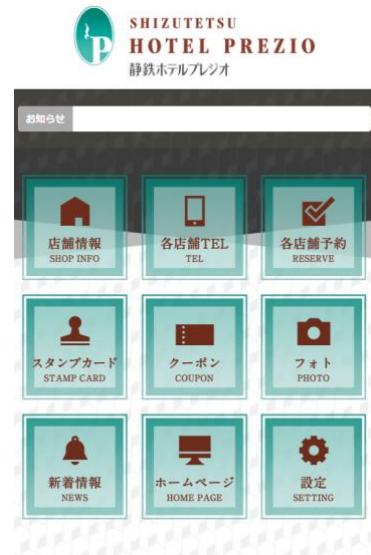 P
SHIZUTETSU
HOTEL PREZIO
静鉄ホテルプレジオ
お知らせ
店舗情報
SHOP INFO
各店舗TEL
TEL
各店舗予約
RESERVE
スタンプカード
STAMP CARD
クーポン
COUPON
フォト
PHOTO
新着情報
NEWS
ホームページ
HOME PAGE
設定
SETTING